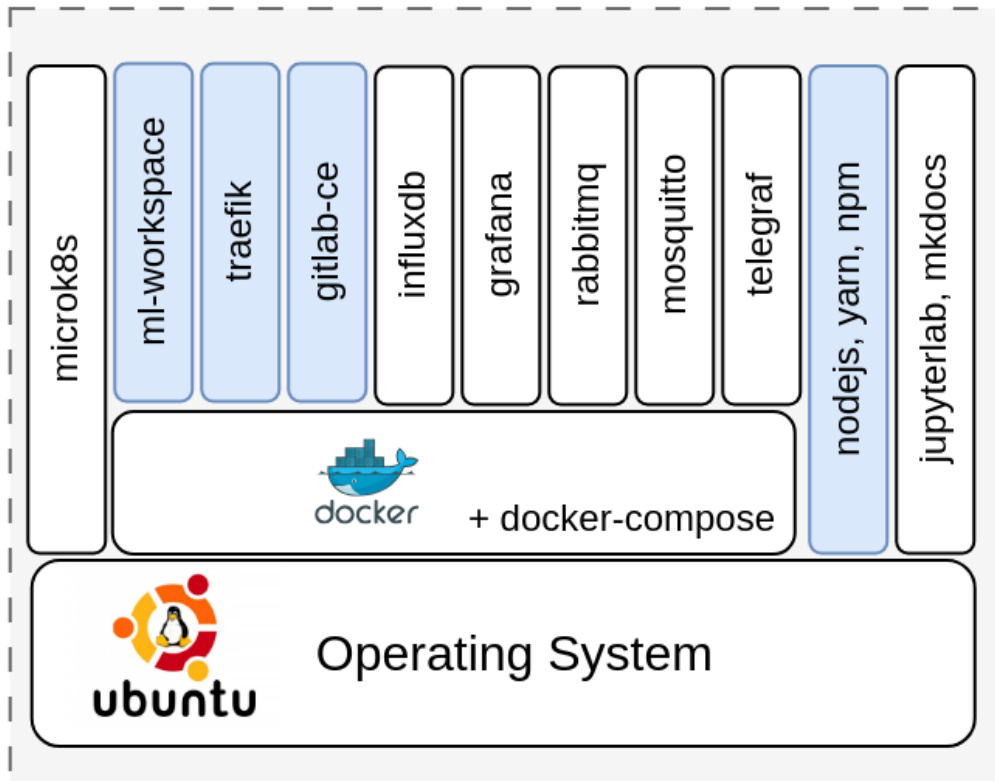 microk8s
ml-workspace
traefik
gitlab-ce
influxdb
grafana
rabbitmq
mosquitto
telegraf
nodejs, yarn, npm
jupyterlab, mkdocs
docker
+ docker-compose
ubuntu
Operating System